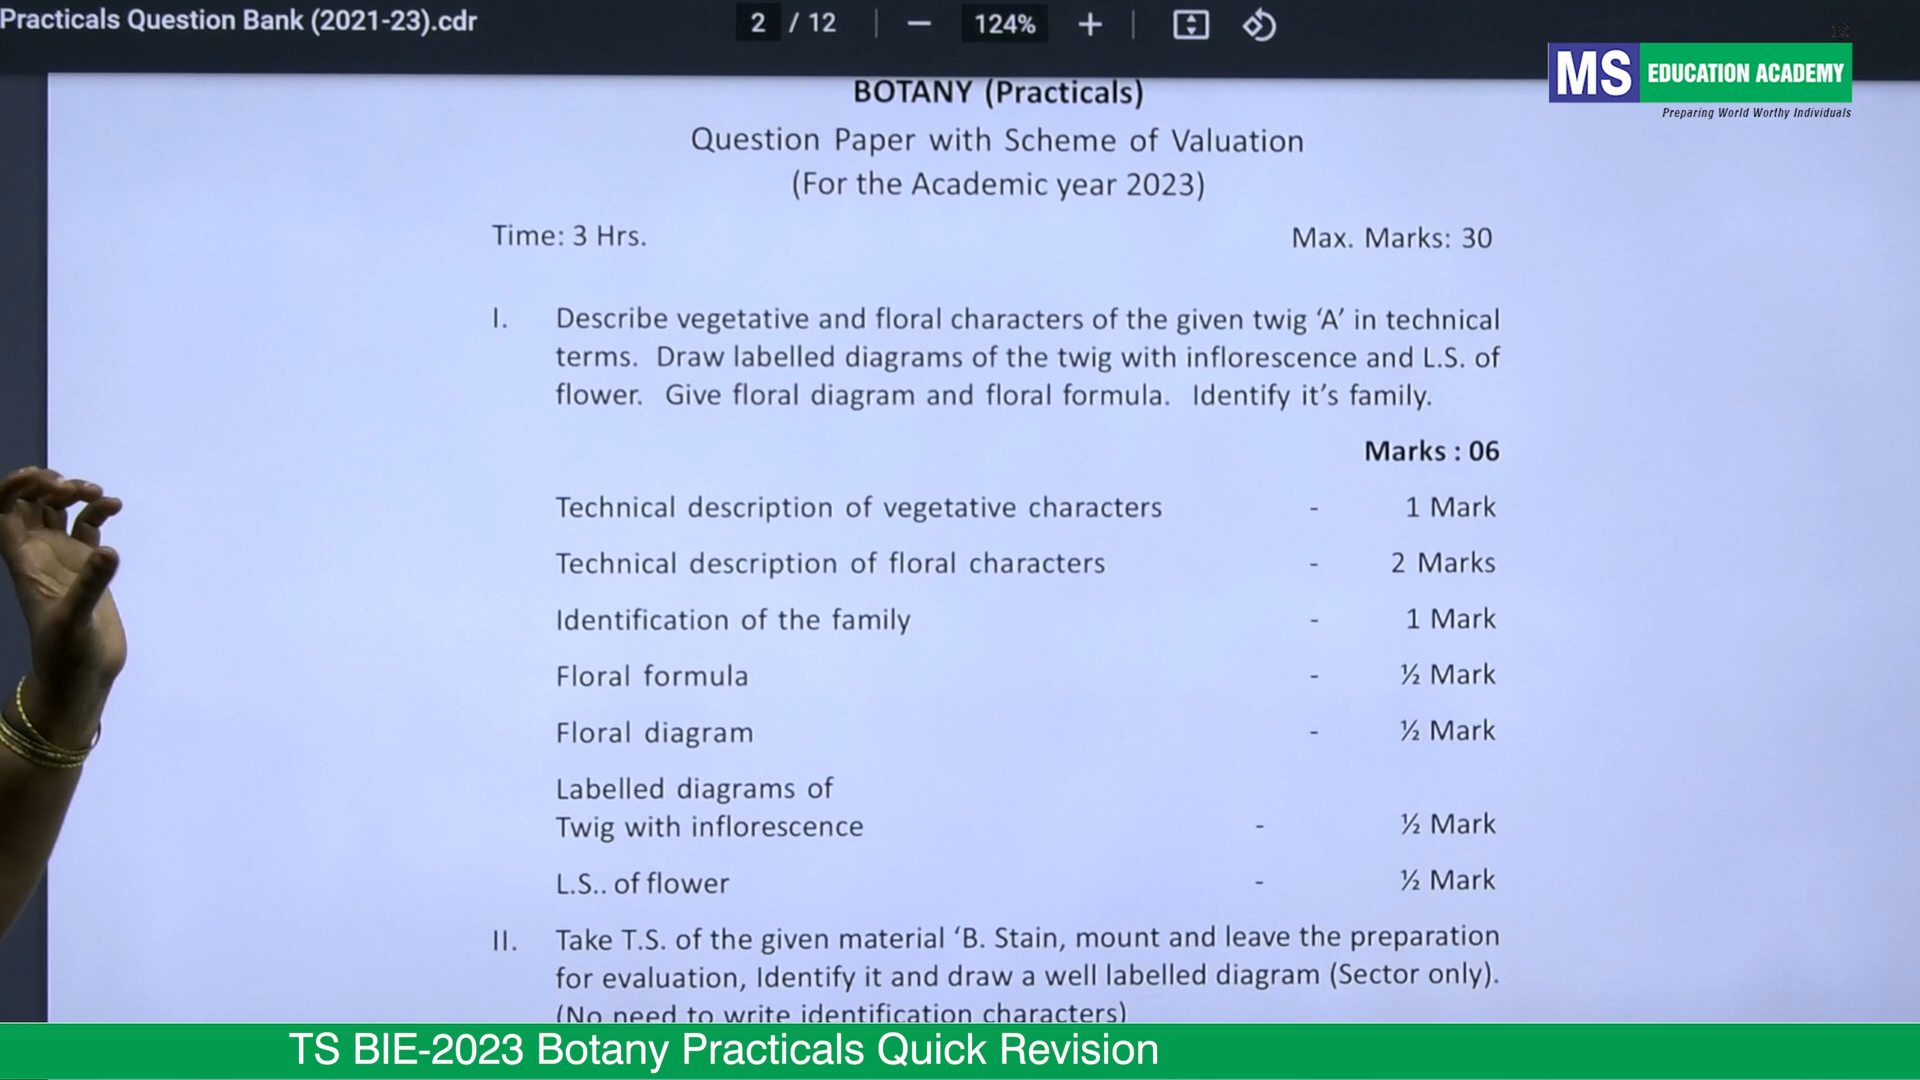 Practicals Question Bank (2021-23).cdr
2 / 12
124%
MS EDUCATION ACADEMY
Preparing World Worthy Individuals
BOTANY (Practicals)
Question Paper with Scheme of Valuation
(For the Academic year 2023)
Time: 3 Hrs.
Max. Marks: 30
I. Describe vegetative and floral characters of the given twig ‘A’ in technical
terms. Draw labelled diagrams of the twig with inflorescence and L.S. of
flower. Give floral diagram and floral formula. Identify it’s family.
Marks : 06
Technical description of vegetative characters - 1 Mark
Technical description of floral characters - 2 Marks
Identification of the family - 1 Mark
Floral formula - ½ Mark
Floral diagram - ½ Mark
Labelled diagrams of
Twig with inflorescence - ½ Mark
L.S.. of flower - ½ Mark
II. Take T.S. of the given material ‘B. Stain, mount and leave the preparation
for evaluation, Identify it and draw a well labelled diagram (Sector only).
(No need to write identification characters)
TS BIE-2023 Botany Practicals Quick Revision